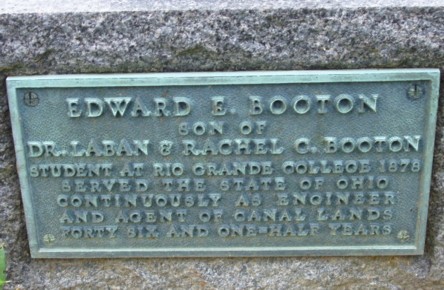 EDWARD E. BOOTON
SON OF
DR. LABAN & RACHEL C. BOOTON
STUDENT AT RIO GRANDE COLLEGE 1878
SERVED THE STATE OF OHIO
CONTINUOUSLY AS ENGINEER
AND AGENT OF CANAL LANDS
FORTY SIX AND ONE-HALF YEARS